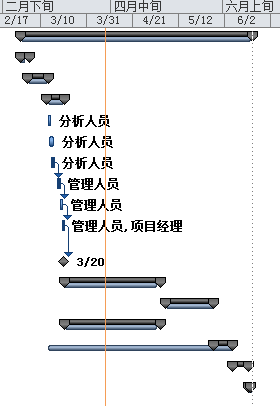 二月下旬 四月中旬 六月上旬
2/17 3/10 3/31 4/21 5/12 6/2
分析人员
分析人员
分析人员
管理人员
管理人员
管理人员,项目经理
3/20